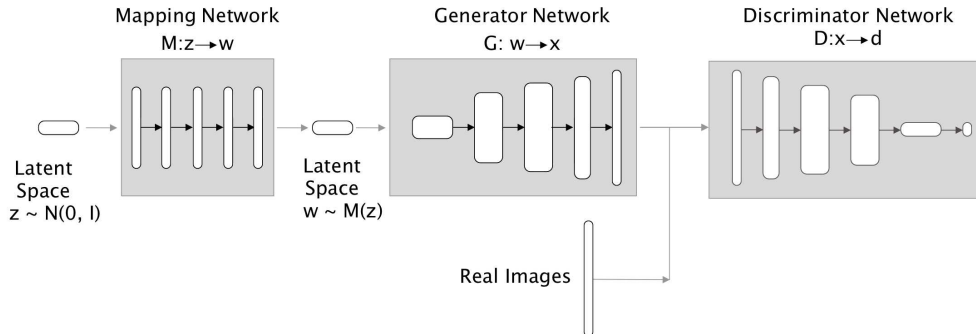 Mapping Network
M:z→w
Generator Network
G: w→x
Discriminator Network
D:x→d
Latent
Space
z ~ N(0, I)
Latent
Space
w ~ M(z)
Real Images